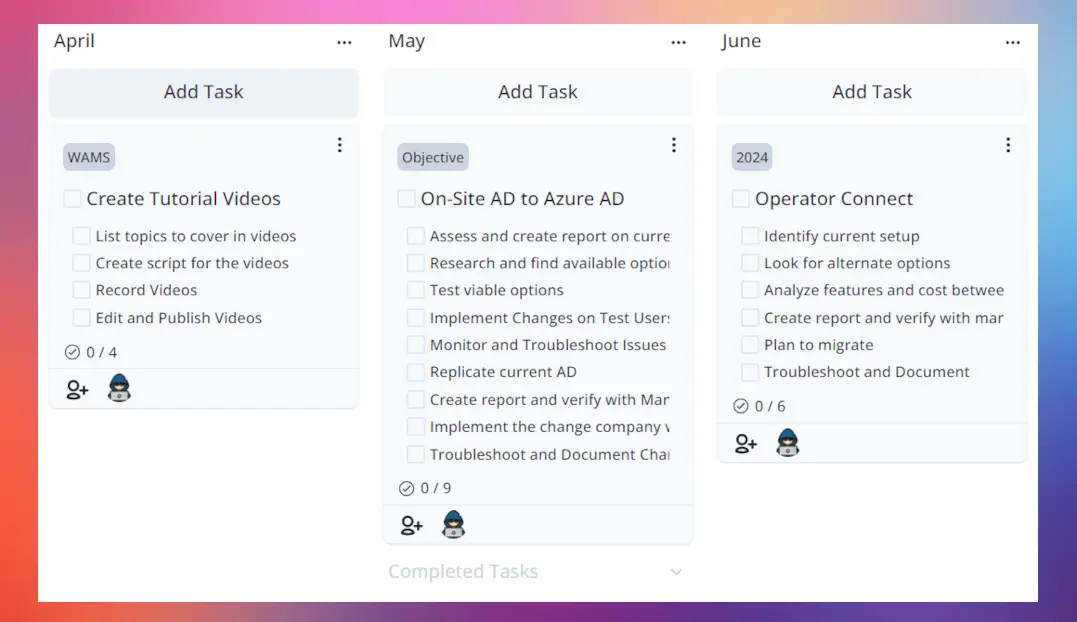 April
Add Task
WAMS
Create Tutorial Videos
List topics to cover in videos
Create script for the videos
Record Videos
Edit and Publish Videos
0 / 4
May
Add Task
Objective
On-Site AD to Azure AD
Assess and create report on curre
Research and find available option
Test viable options
Implement Changes on Test Users
Monitor and Troubleshoot Issues
Replicate current AD
Create report and verify with Man
Implement the change company w
Troubleshoot and Document Chan
0 / 9
Completed Tasks
June
Add Task
2024
Operator Connect
Identify current setup
Look for alternate options
Analyze features and cost betwee
Create report and verify with man
Plan to migrate
Troubleshoot and Document
0 / 6